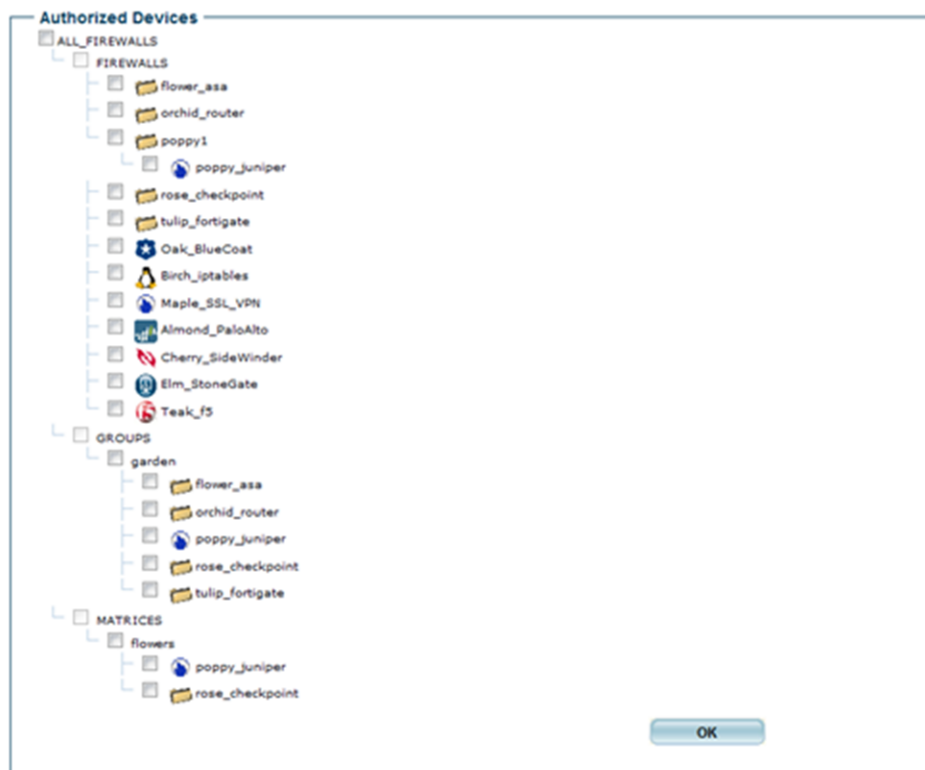 Authorized Devices
ALL_FIREWALLS
FIREWALLS
flower_asa
orchid_router
poppy1
poppy_juniper
rose_checkpoint
tulip_fortigate
Oak_BlueCoat
Birch_iptables
Maple_SSL_VPN
Almond_PaloAlto
Cherry_SideWinder
Elm_StoneGate
Teak_f5
GROUPS
garden
flower_asa
orchid_router
poppy_juniper
rose_checkpoint
tulip_fortigate
MATRICES
flowers
poppy_juniper
rose_checkpoint
OK